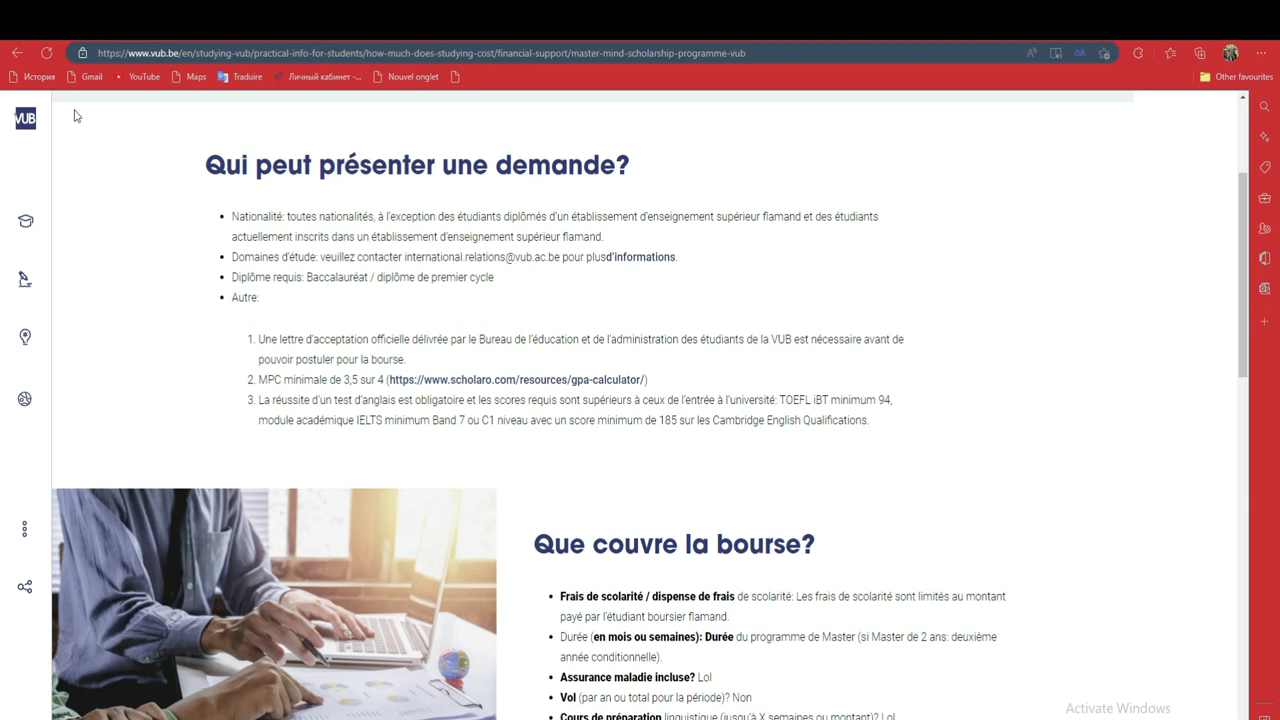 https://www.vub.be/en/studying-vub/practical-info-for-students/how-much-does-studying-cost/financial-support/master-mind-scholarship-programme-vub
История Gmail YouTube Maps Traduire Личный кабинет -... Nouvel onglet Other favourites
VUB
Qui peut présenter une demande?
Nationalité: toutes nationalités, à l'exception des étudiants diplômés d'un établissement d'enseignement supérieur flamand et des étudiants
actuellement inscrits dans un établissement d'enseignement supérieur flamand.
Domaines d'étude: veuillez contacter international.relations@vub.ac.be pour plusd'informations.
Diplôme requis: Baccalauréat / diplôme de premier cycle
Autre:
1. Une lettre d'acceptation officielle délivrée par le Bureau de l'éducation et de l'administration des étudiants de la VUB est nécessaire avant de
pouvoir postuler pour la bourse.
2. MPC minimale de 3,5 sur 4 (https://www.scholaro.com/resources/gpa-calculator/)
3. La réussite d'un test d'anglais est obligatoire et les scores requis sont supérieurs à ceux de l'entrée à l'université: TOEFL iBT minimum 94,
module académique IELTS minimum Band 7 ou C1 niveau avec un score minimum de 185 sur les Cambridge English Qualifications.
Que couvre la bourse?
Frais de scolarité / dispense de frais de scolarité: Les frais de scolarité sont limités au montant
payé par l'étudiant boursier flamand.
Durée (en mois ou semaines): Durée du programme de Master (si Master de 2 ans: deuxième
année conditionnelle).
Assurance maladie incluse? Lol
Vol (par an ou total pour la période)? Non
Cours de préparation linguistique (jusqu'à X semaines ou montant)? Lol
Activate Windows